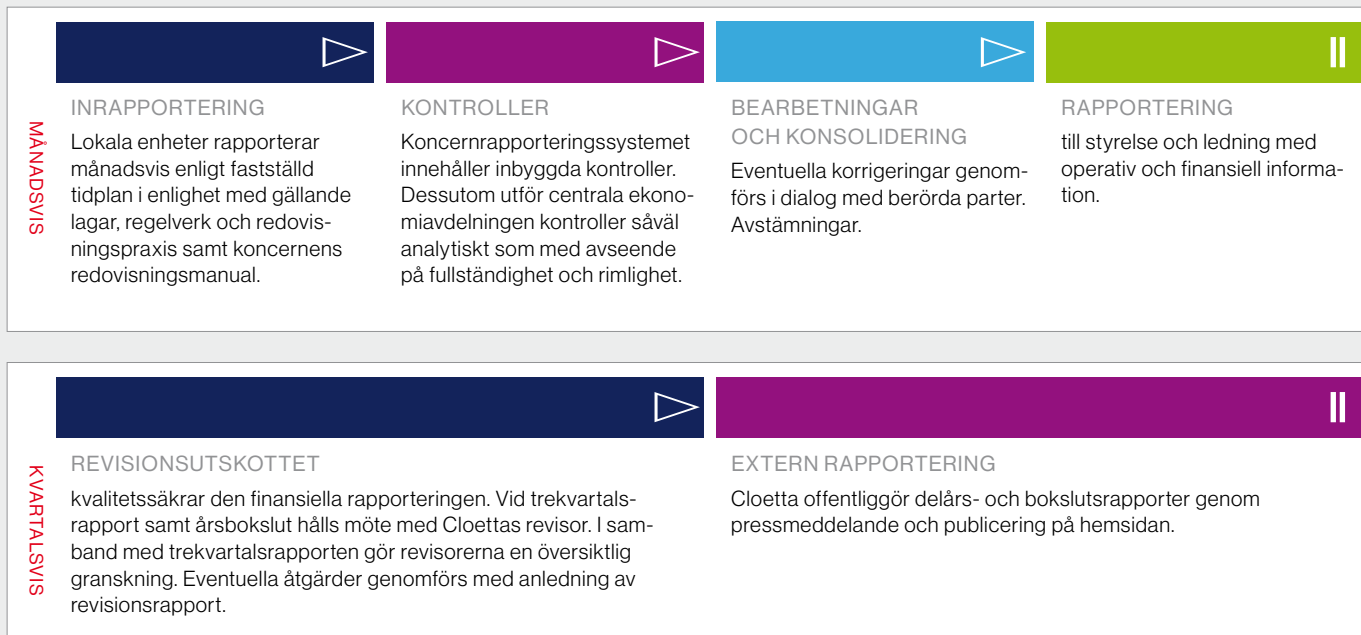 MÅNADSVIS
INRAPPORTERING
Lokala enheter rapporterar
månadsvis enligt fastställd
tidplan i enlighet med gällande
lagar, regelverk och redovis-
ningspraxis samt koncernens
redovisningsmanual.
KONTROLLER
Koncernrapporteringssystemet
innehåller inbyggda kontroller.
Dessutom utför centrala ekono-
miavdelningen kontroller såväl
analytiskt som med avseende
på fullständighet och rimlighet.
BEARBETNINGAR
OCH KONSOLIDERING
Eventuella korrigeringar genom-
förs i dialog med berörda parter.
Avstämningar.
RAPPORTERING
till styrelse och ledning med
operativ och finansiell informa-
tion.
KVARTALSVIS
REVISIONSUTSKOTTET
kvalitetssäkrar den finansiella rapporteringen. Vid trekvartals-
rapport samt årsbokslut hålls möte med Cloettas revisor. I sam-
band med trekvartalsrapporten gör revisorerna en översiktlig
granskning. Eventuella åtgärder genomförs med anledning av
revisionsrapport.
EXTERN RAPPORTERING
Cloetta offentliggör delårs- och bokslutsrapporter genom
pressmeddelande och publicering på hemsidan.